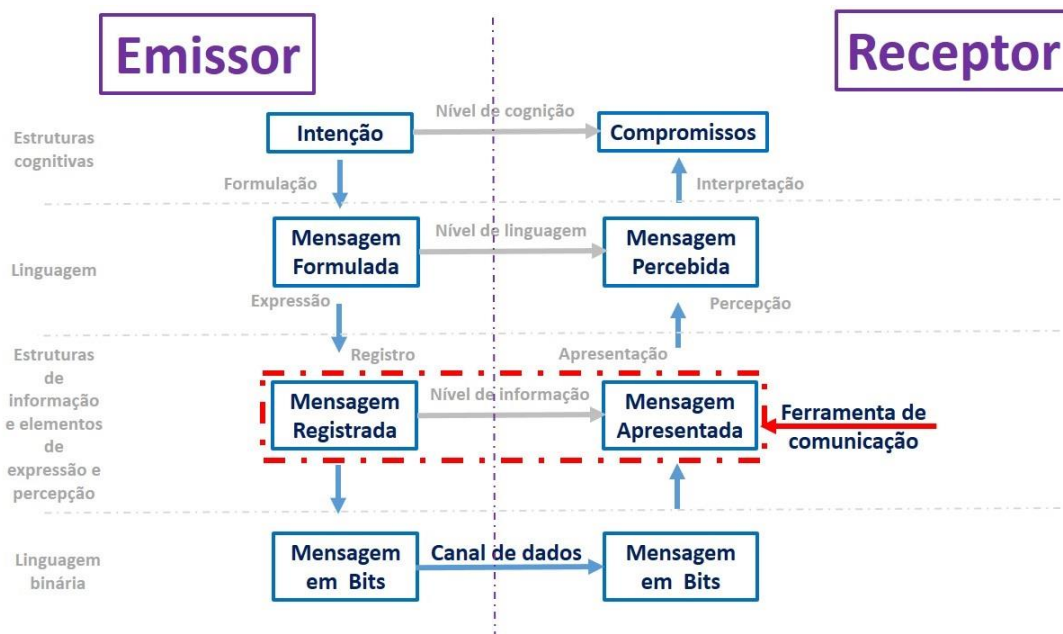 Emissor
Receptor
Estruturas
cognitivas
Intenção
Nível de cognição
Compromissos
Formulação
Interpretação
Linguagem
Mensagem
Formulada
Nível de linguagem
Mensagem
Percebida
Expressão
Percepção
Estruturas
de
informação
e elementos
de
expressão e
percepção
Registro
Apresentação
Mensagem
Registrada
Nível de informação
Mensagem
Apresentada
Ferramenta de
comunicação
Linguagem
binária
Mensagem
em Bits
Canal de dados
Mensagem
em Bits